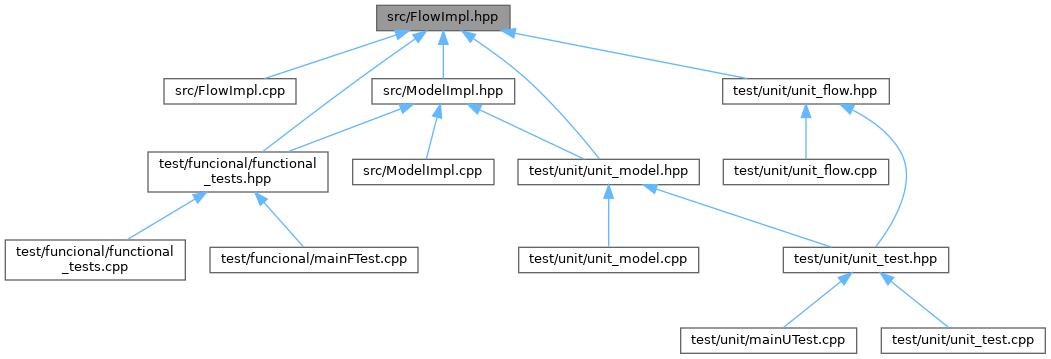 src/FlowImpl.hpp
src/FlowImpl.cpp
src/ModelImpl.hpp
test/unit/unit_flow.hpp
test/funcional/functional
_tests.hpp
src/ModelImpl.cpp
test/unit/unit_model.hpp
test/unit/unit_flow.cpp
test/funcional/functional
_tests.cpp
test/funcional/mainFTest.cpp
test/unit/unit_model.cpp
test/unit/unit_test.hpp
test/unit/mainUTest.cpp
test/unit/unit_test.cpp